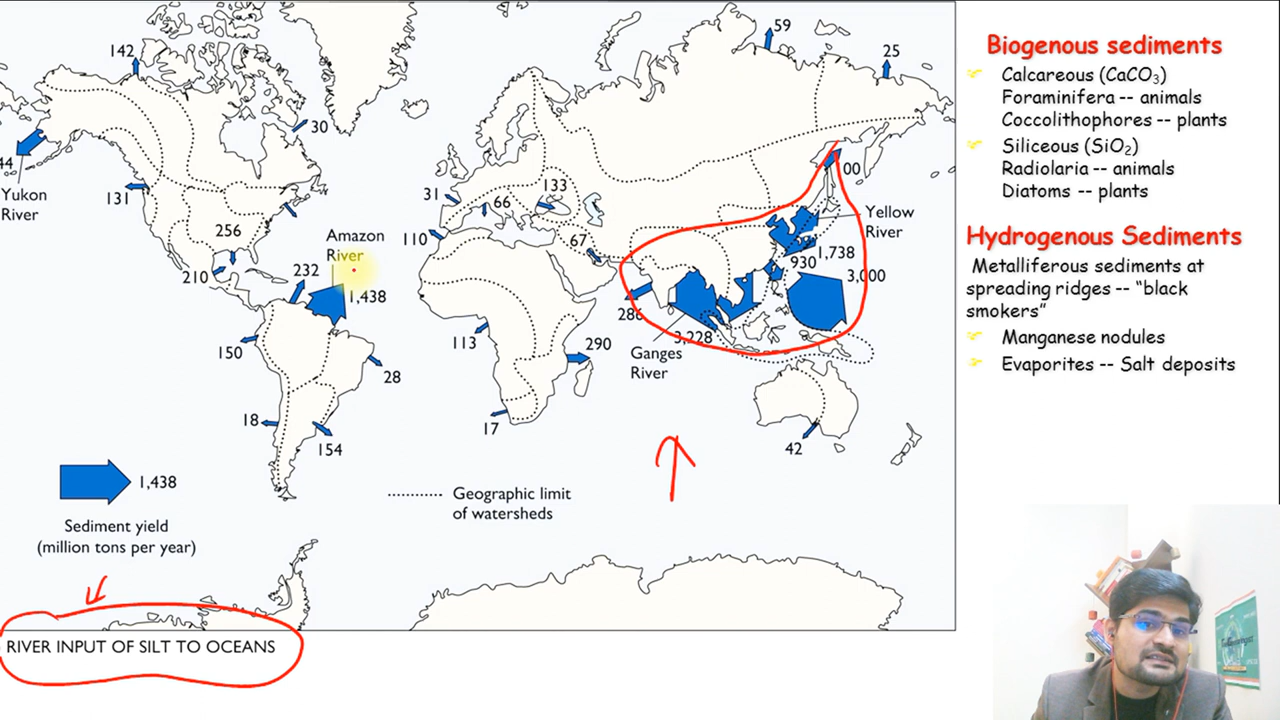 142
59
25
30
44
Yukon
River
131
31
133
66
00
Yellow
River
256
Amazon
River
110
67
930
1,738
210
232
1,438
3,000
286
3,228
150
113
290
Ganges
River
28
18
154
17
42
1,438
Sediment yield
(million tons per year)
Geographic limit
of watersheds
RIVER INPUT OF SILT TO OCEANS
Biogenous sediments
Calcareous (CaCO₃)
Foraminifera -- animals
Coccolithophores -- plants
Siliceous (SiO₂)
Radiolaria -- animals
Diatoms -- plants
Hydrogenous Sediments
Metalliferous sediments at
spreading ridges -- “black
smokers”
Manganese nodules
Evaporites -- Salt deposits